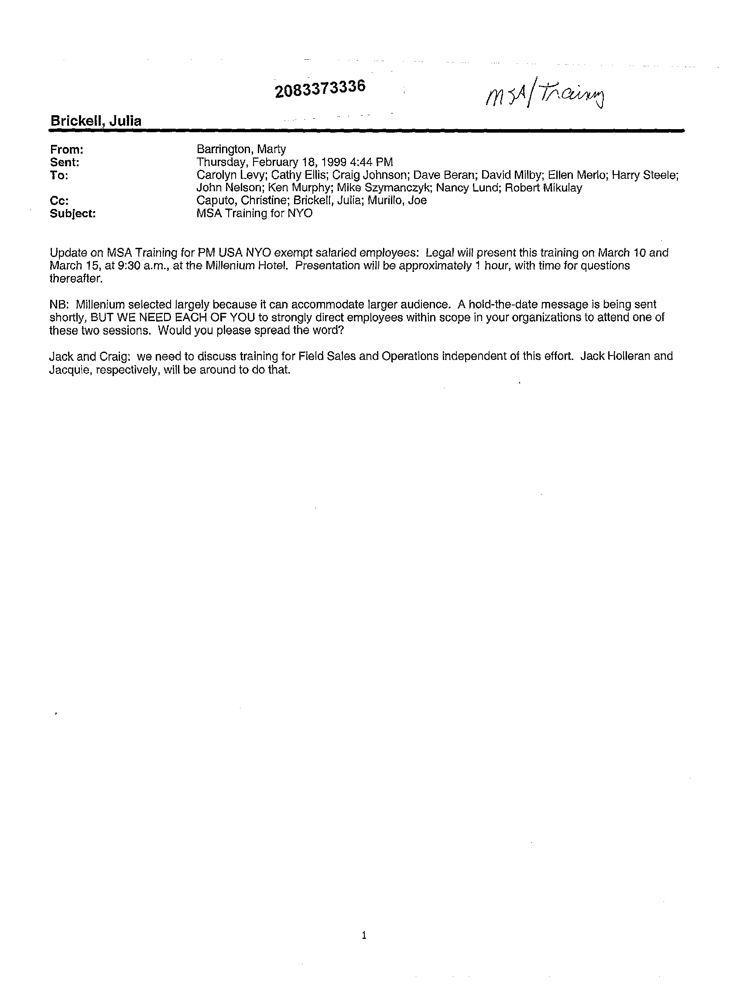 2083373336
MSA/Training
Brickell, Julia
From: Barrington, Marty
Sent: Thursday, February 18, 1999 4:44 PM
To: Carolyn Levy; Cathy Ellis; Craig Johnson; Dave Beran; David Milby; Ellen Merlo; Harry Steele;
John Nelson; Ken Murphy; Mike Szymanczyk; Nancy Lund; Robert Mikulay
Cc: Caputo, Christine; Brickell, Julia; Murillo, Joe
Subject: MSA Training for NYO
Update on MSA Training for PM USA NYO exempt salaried employees: Legal will present this training on March 10 and
March 15, at 9:30 a.m., at the Millenium Hotel. Presentation will be approximately 1 hour, with time for questions
thereafter.
NB: Millenium selected largely because it can accommodate larger audience. A hold-the-date message is being sent
shortly, BUT WE NEED EACH OF YOU to strongly direct employees within scope in your organizations to attend one of
these two sessions. Would you please spread the word?
Jack and Craig: we need to discuss training for Field Sales and Operations independent of this effort. Jack Holleran and
Jacquie, respectively, will be around to do that.
1